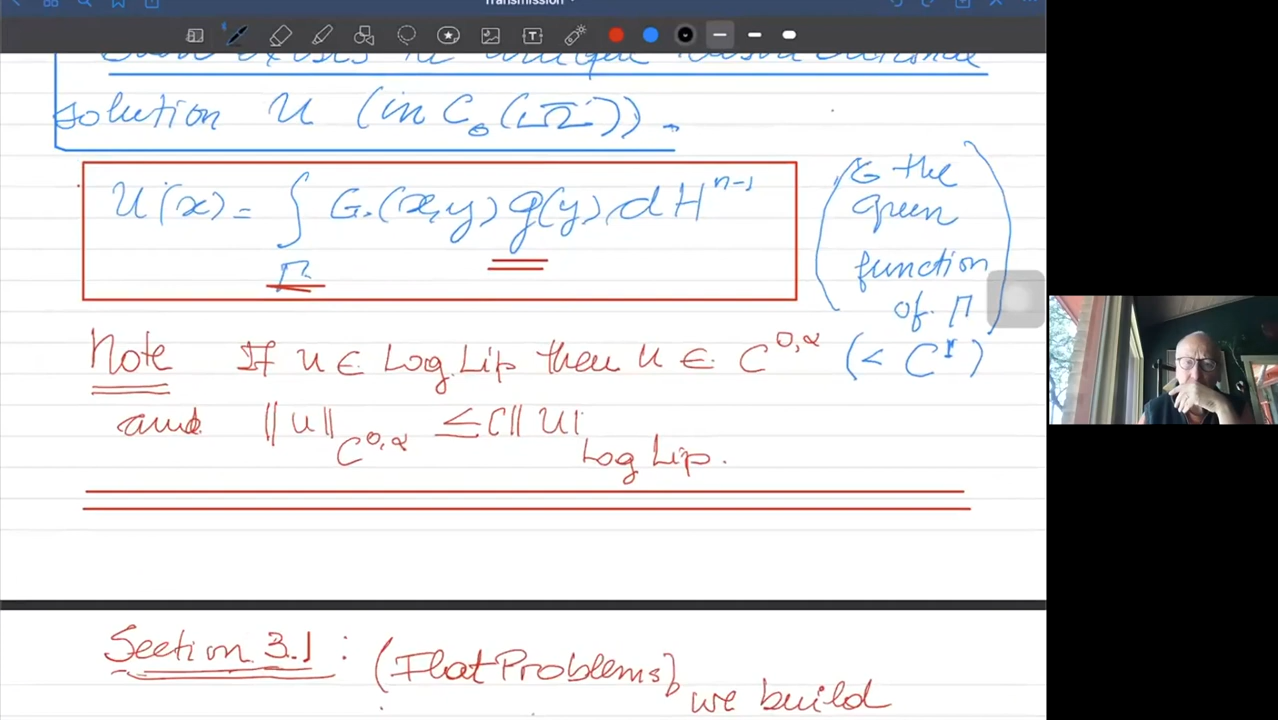 Transmission
solution u (in C₀(Ω)).
u(x) = ∫_Γ G(x,y) g(y) dH^{n-1}
(G the
green
function
of Γ)
Note If u ∈ Log Lip then u ∈ C^{0,α} (< C^1)
and ‖u‖_{C^{0,α}} ≤ C‖u‖_{Log Lip}.
Section 3.1 : (Flat Problems)
we build